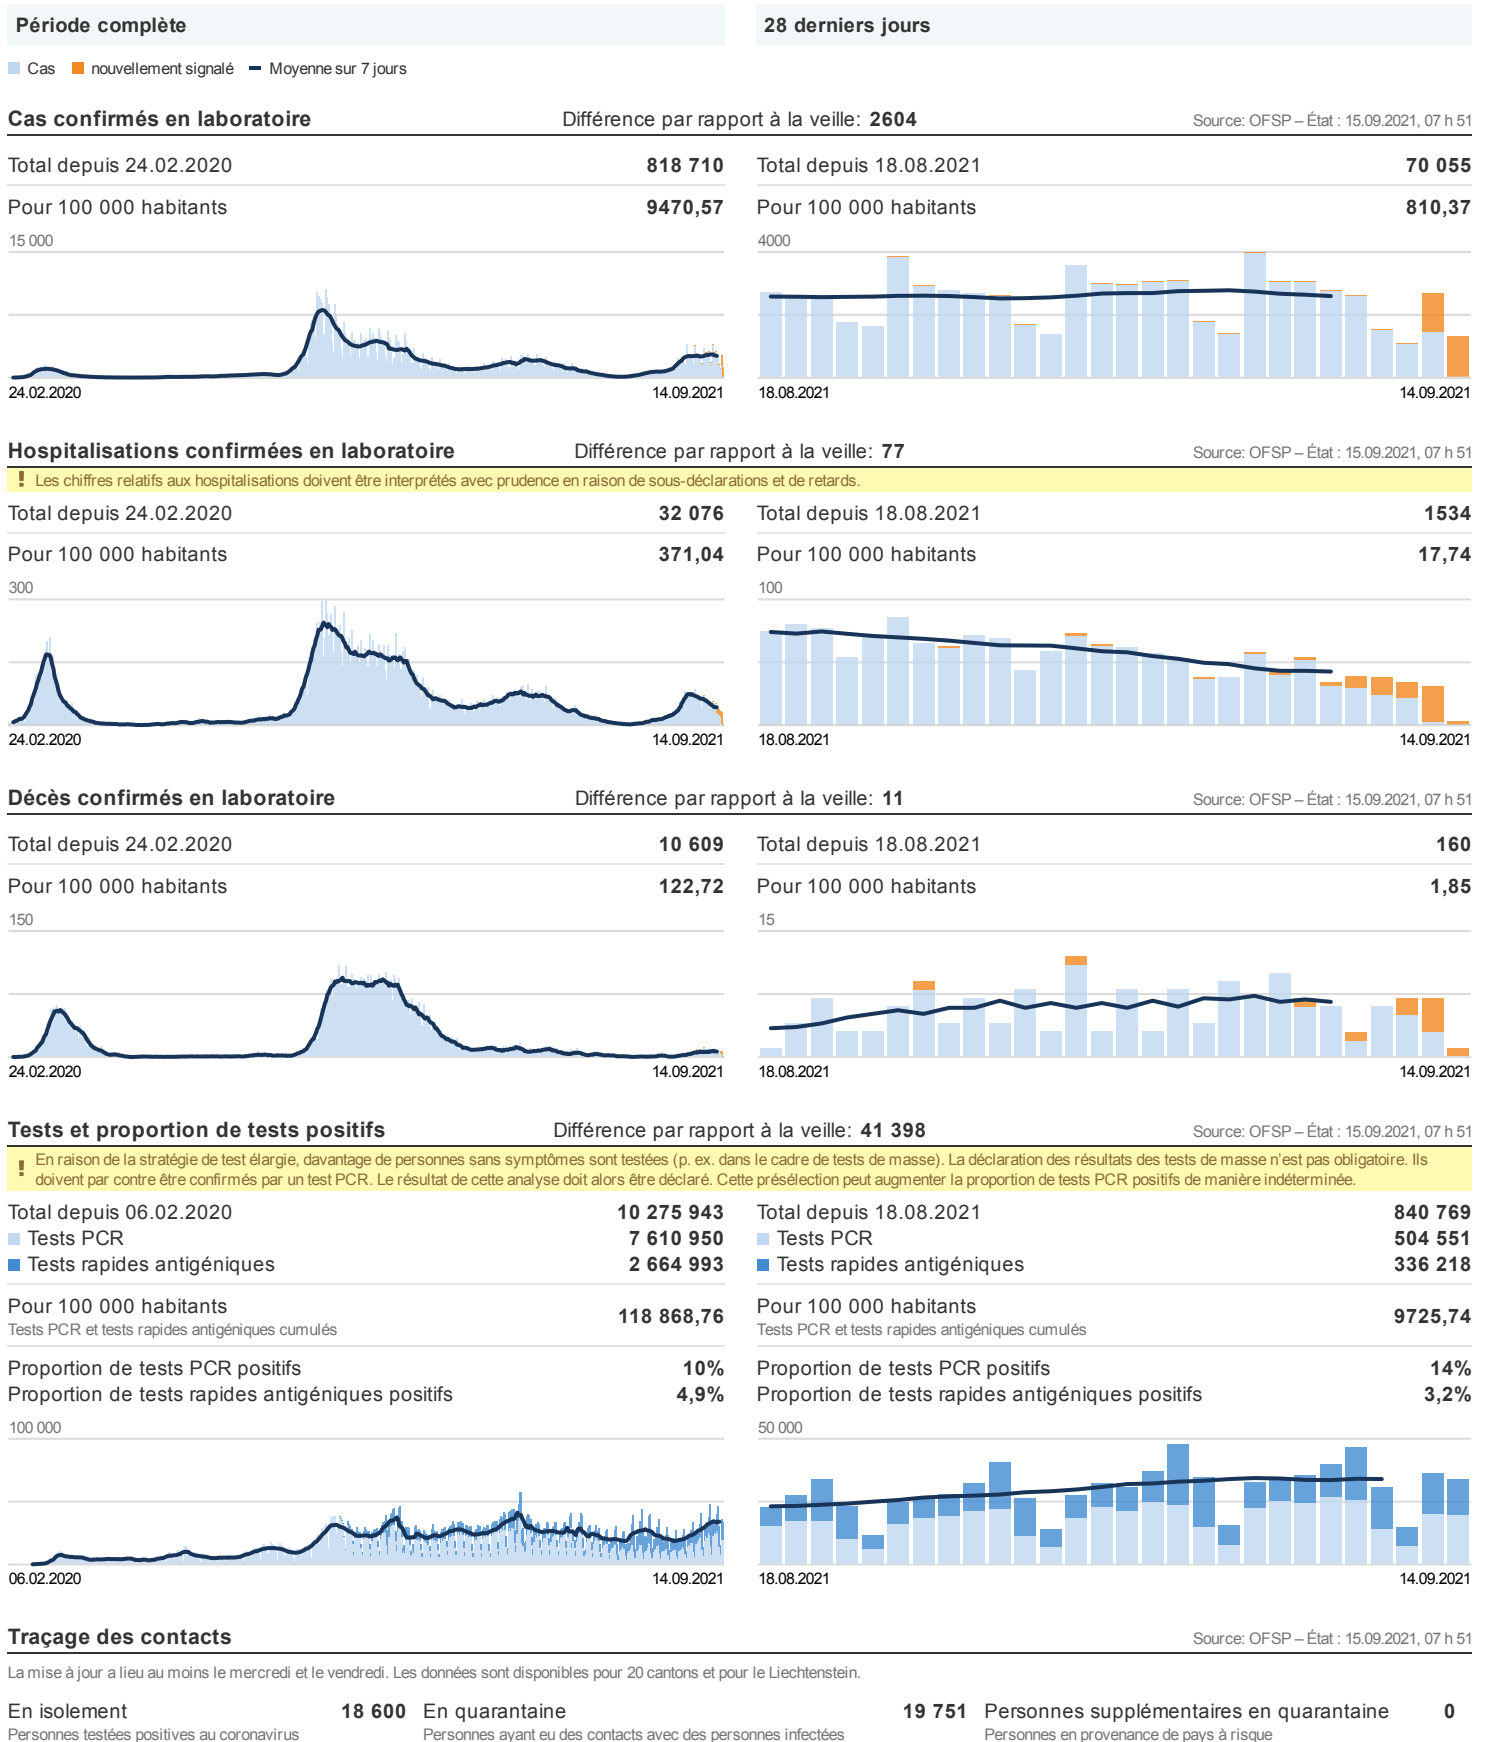 Période complète
28 derniers jours
Cas nouvellement signalé Moyenne sur 7 jours
Cas confirmés en laboratoire Différence par rapport à la veille: 2604 Source: OFSP – État : 15.09.2021, 07 h 51
Total depuis 24.02.2020 818 710
Pour 100 000 habitants 9470,57
15 000
24.02.2020 14.09.2021
Total depuis 18.08.2021 70 055
Pour 100 000 habitants 810,37
4000
18.08.2021 14.09.2021
Hospitalisations confirmées en laboratoire Différence par rapport à la veille: 77 Source: OFSP – État : 15.09.2021, 07 h 51
! Les chiffres relatifs aux hospitalisations doivent être interprétés avec prudence en raison de sous-déclarations et de retards.
Total depuis 24.02.2020 32 076
Pour 100 000 habitants 371,04
300
24.02.2020 14.09.2021
Total depuis 18.08.2021 1534
Pour 100 000 habitants 17,74
100
18.08.2021 14.09.2021
Décès confirmés en laboratoire Différence par rapport à la veille: 11 Source: OFSP – État : 15.09.2021, 07 h 51
Total depuis 24.02.2020 10 609
Pour 100 000 habitants 122,72
150
24.02.2020 14.09.2021
Total depuis 18.08.2021 160
Pour 100 000 habitants 1,85
15
18.08.2021 14.09.2021
Tests et proportion de tests positifs Différence par rapport à la veille: 41 398 Source: OFSP – État : 15.09.2021, 07 h 51
! En raison de la stratégie de test élargie, davantage de personnes sans symptômes sont testées (p. ex. dans le cadre de tests de masse). La déclaration des résultats des tests de masse n’est pas obligatoire. Ils
doivent par contre être confirmés par un test PCR. Le résultat de cette analyse doit alors être déclaré. Cette présélection peut augmenter la proportion de tests PCR positifs de manière indéterminée.
Total depuis 06.02.2020 10 275 943
Tests PCR 7 610 950
Tests rapides antigéniques 2 664 993
Pour 100 000 habitants 118 868,76
Tests PCR et tests rapides antigéniques cumulés
Proportion de tests PCR positifs 10%
Proportion de tests rapides antigéniques positifs 4,9%
100 000
06.02.2020 14.09.2021
Total depuis 18.08.2021 840 769
Tests PCR 504 551
Tests rapides antigéniques 336 218
Pour 100 000 habitants 9725,74
Tests PCR et tests rapides antigéniques cumulés
Proportion de tests PCR positifs 14%
Proportion de tests rapides antigéniques positifs 3,2%
50 000
18.08.2021 14.09.2021
Traçage des contacts Source: OFSP – État : 15.09.2021, 07 h 51
La mise à jour a lieu au moins le mercredi et le vendredi. Les données sont disponibles pour 20 cantons et pour le Liechtenstein.
En isolement 18 600
Personnes testées positives au coronavirus
En quarantaine 19 751
Personnes ayant eu des contacts avec des personnes infectées
Personnes supplémentaires en quarantaine 0
Personnes en provenance de pays à risque